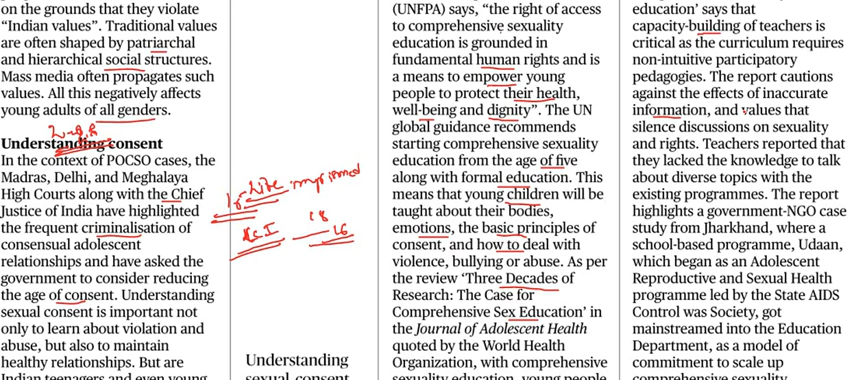 on the grounds that they violate
“Indian values”. Traditional values
are often shaped by patriarchal
and hierarchical social structures.
Mass media often propagates such
values. All this negatively affects
young adults of all genders.
Understanding consent
In the context of POCSO cases, the
Madras, Delhi, and Meghalaya
High Courts along with the Chief
Justice of India have highlighted
the frequent criminalisation of
consensual adolescent
relationships and have asked the
government to consider reducing
the age of consent. Understanding
sexual consent is important not
only to learn about violation and
abuse, but also to maintain
healthy relationships. But are
Indian teenagers and even young
18
16
Understanding
sexual consent
(UNFPA) says, “the right of access
to comprehensive sexuality
education is grounded in
fundamental human rights and is
a means to empower young
people to protect their health,
well-being and dignity”. The UN
global guidance recommends
starting comprehensive sexuality
education from the age of five
along with formal education. This
means that young children will be
taught about their bodies,
emotions, the basic principles of
consent, and how to deal with
violence, bullying or abuse. As per
the review ‘Three Decades of
Research: The Case for
Comprehensive Sex Education’ in
the Journal of Adolescent Health
quoted by the World Health
Organization, with comprehensive
sexuality education, young people
education’ says that
capacity-building of teachers is
critical as the curriculum requires
non-intuitive participatory
pedagogies. The report cautions
against the effects of inaccurate
information, and values that
silence discussions on sexuality
and rights. Teachers reported that
they lacked the knowledge to talk
about diverse topics with the
existing programmes. The report
highlights a government-NGO case
study from Jharkhand, where a
school-based programme, Udaan,
which began as an Adolescent
Reproductive and Sexual Health
programme led by the State AIDS
Control was Society, got
mainstreamed into the Education
Department, as a model of
commitment to scale up
comprehensive sexuality